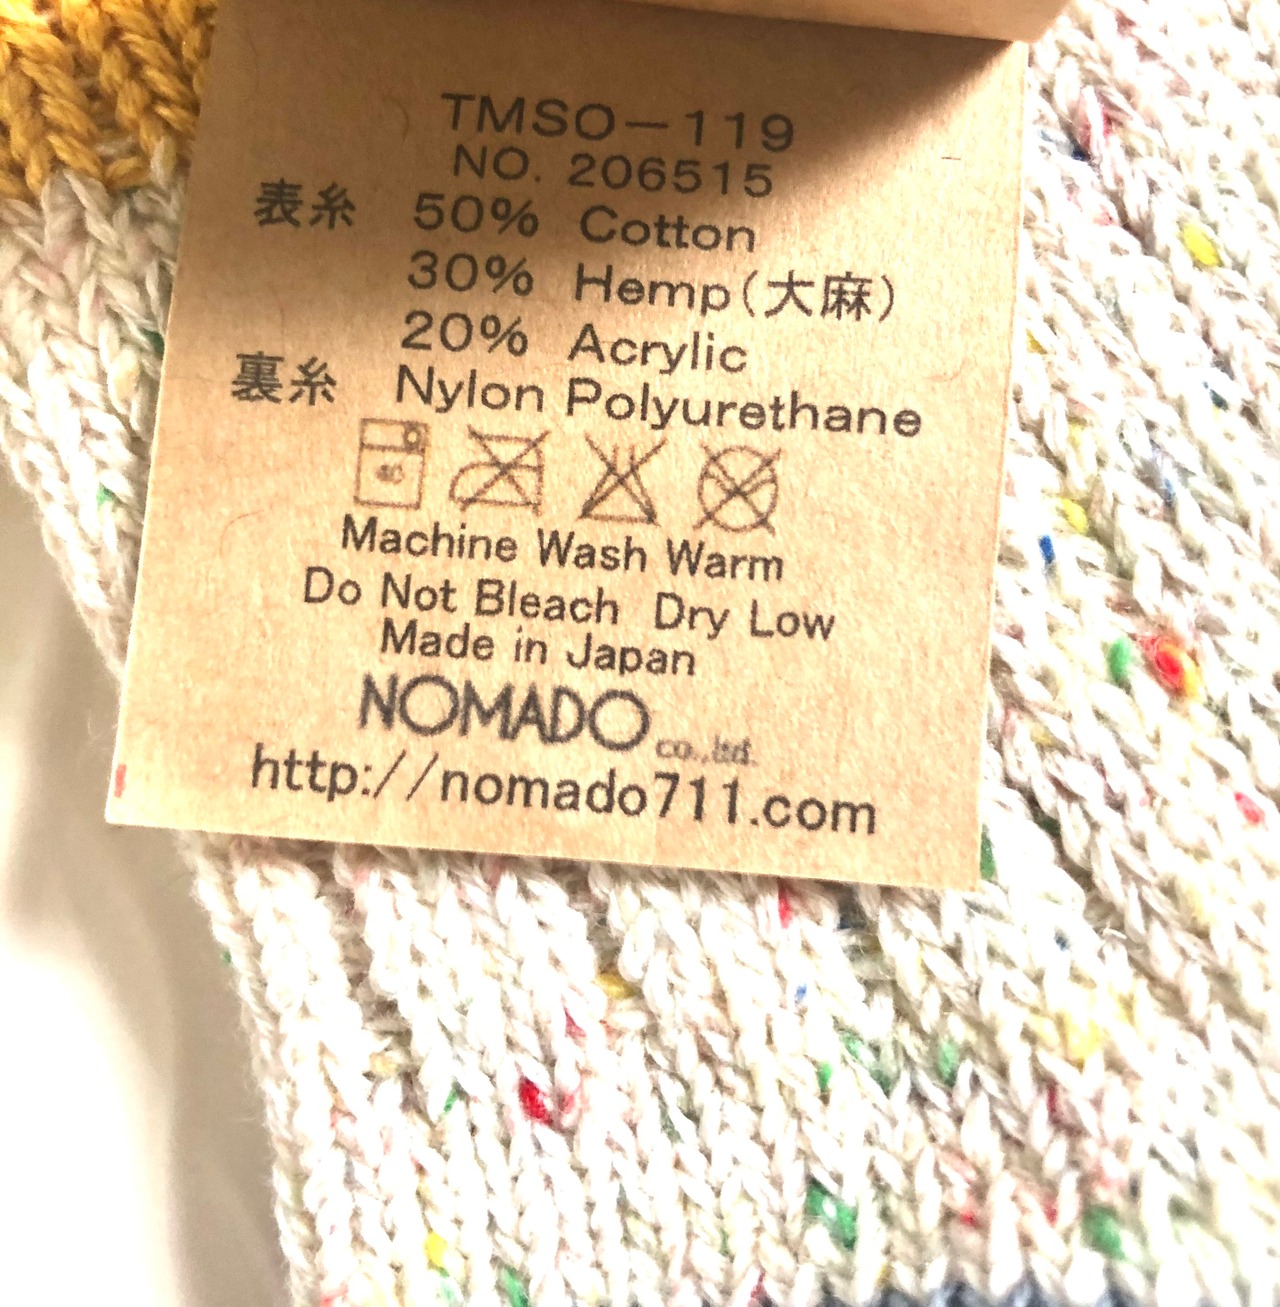 TMSO-119
NO. 206515
表糸 50% Cotton
30% Hemp(大麻)
20% Acrylic
裏糸 Nylon Polyurethane
40
Machine Wash Warm
Do Not Bleach Dry Low
Made in Japan
NOMADO co.,ltd.
http://nomado711.com